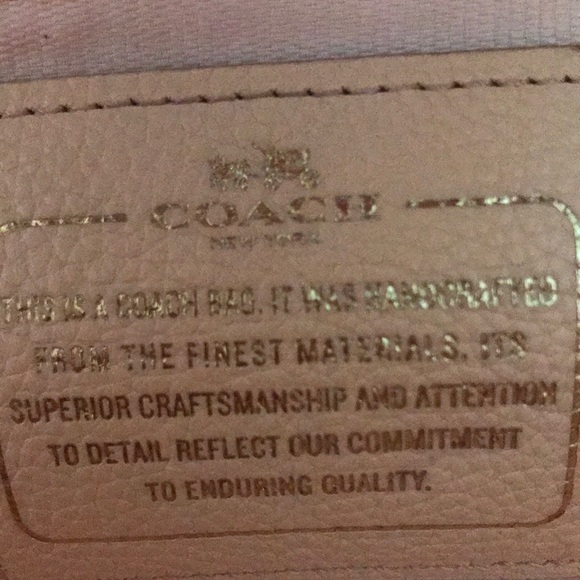 COACH
NEW YORK
THIS IS A COACH BAG. IT WAS HANDCRAFTED
FROM THE FINEST MATERIALS. ITS
SUPERIOR CRAFTSMANSHIP AND ATTENTION
TO DETAIL REFLECT OUR COMMITMENT
TO ENDURING QUALITY.